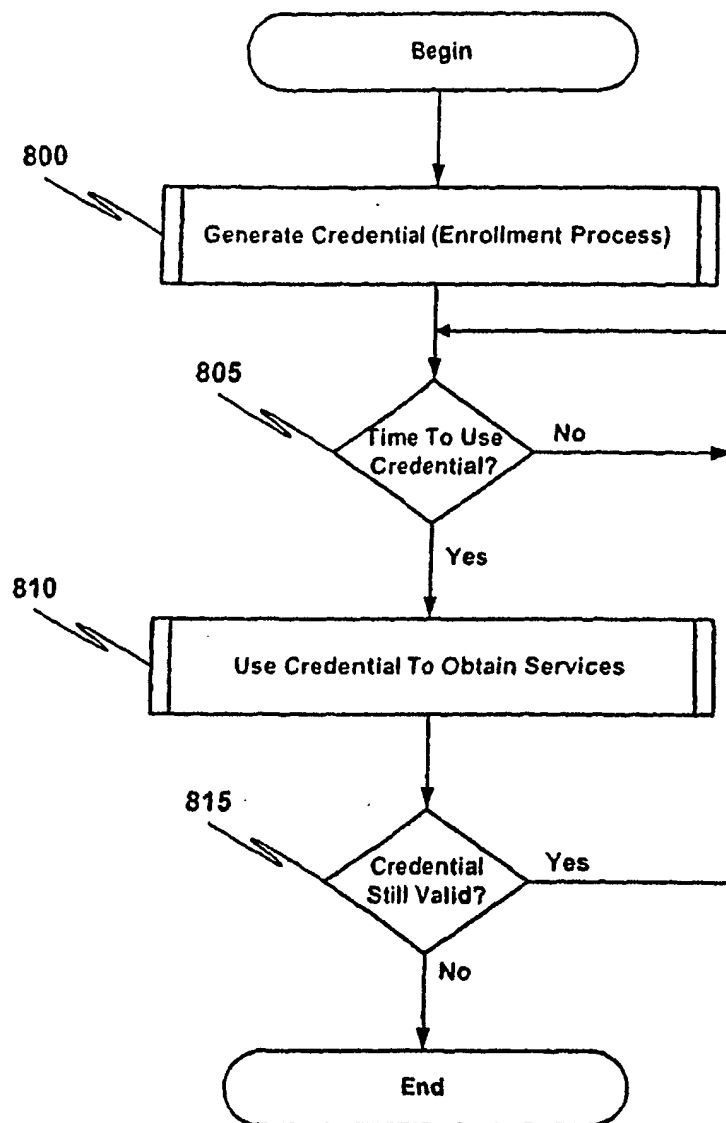 Begin
800
Generate Credential (Enrollment Process)
805
Time To Use
Credential?
No
Yes
810
Use Credential To Obtain Services
815
Credential
Still Valid?
Yes
No
End